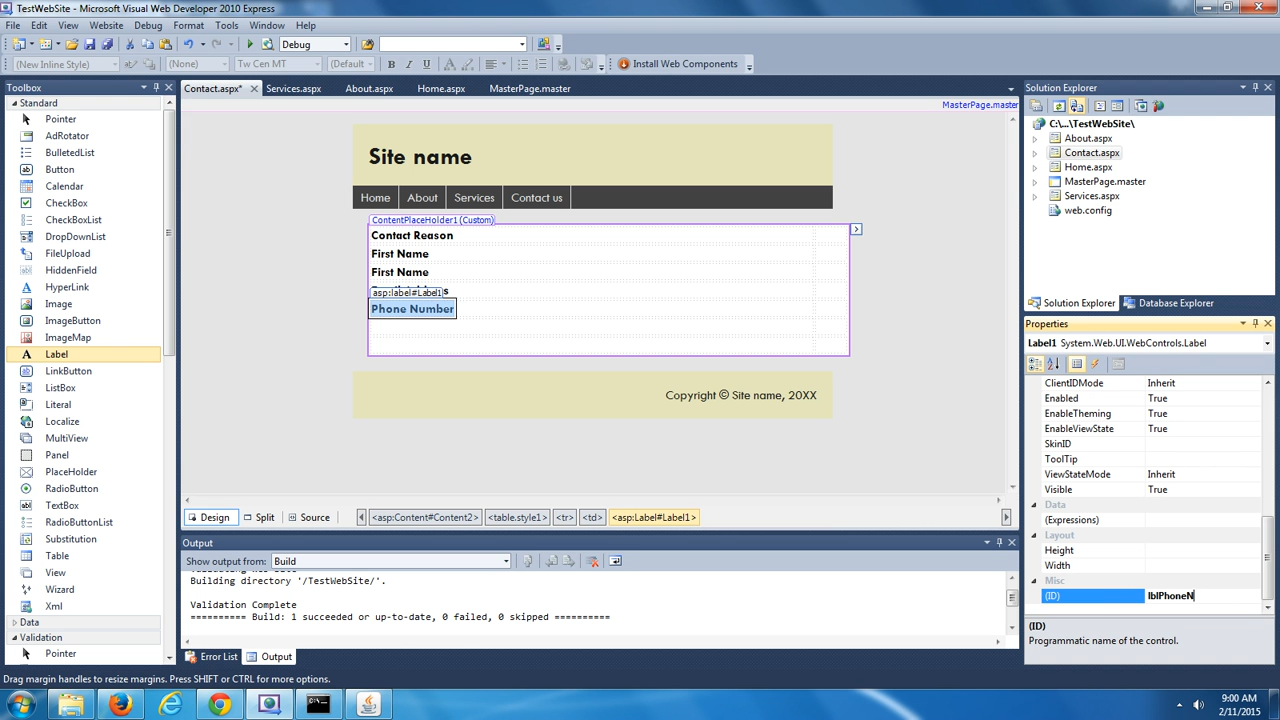 TestWebSite - Microsoft Visual Web Developer 2010 Express
File Edit View Website Debug Format Tools Window Help
Debug
(New Inline Style) (None) Tw Cen MT (Default B I U A Install Web Components
Toolbox
Standard
Pointer
AdRotator
BulletedList
Button
Calendar
CheckBox
CheckBoxList
DropDownList
FileUpload
HiddenField
HyperLink
Image
ImageButton
ImageMap
Label
LinkButton
ListBox
Literal
Localize
MultiView
Panel
PlaceHolder
RadioButton
TextBox
RadioButtonList
Substitution
Table
View
Wizard
Xml
Data
Validation
Pointer
Contact.aspx* Services.aspx About.aspx Home.aspx MasterPage.master
MasterPage.master
Site name
Home About Services Contact us
ContentPlaceHolder1 (Custom)
Contact Reason
First Name
First Name
asp:label#Label1
Phone Number
Copyright © Site name, 20XX
Design Split Source <asp:Content#Content2> <table.style1> <tr> <td> <asp:Label#Label1>
Output
Show output from: Build
Building directory '/TestWebSite/'.
Validation Complete
========== Build: 1 succeeded or up-to-date, 0 failed, 0 skipped ==========
Error List Output
Solution Explorer
C:\...\TestWebSite\
About.aspx
Contact.aspx
Home.aspx
MasterPage.master
Services.aspx
web.config
Solution Explorer Database Explorer
Properties
Label1 System.Web.UI.WebControls.Label
ClientIDMode Inherit
Enabled True
EnableTheming True
EnableViewState True
SkinID
ToolTip
ViewStateMode Inherit
Visible True
Data
(Expressions)
Layout
Height
Width
Misc
(ID) lblPhoneN
(ID)
Programmatic name of the control.
Drag margin handles to resize margins. Press SHIFT or CTRL for more options.
9:00 AM
2/11/2015